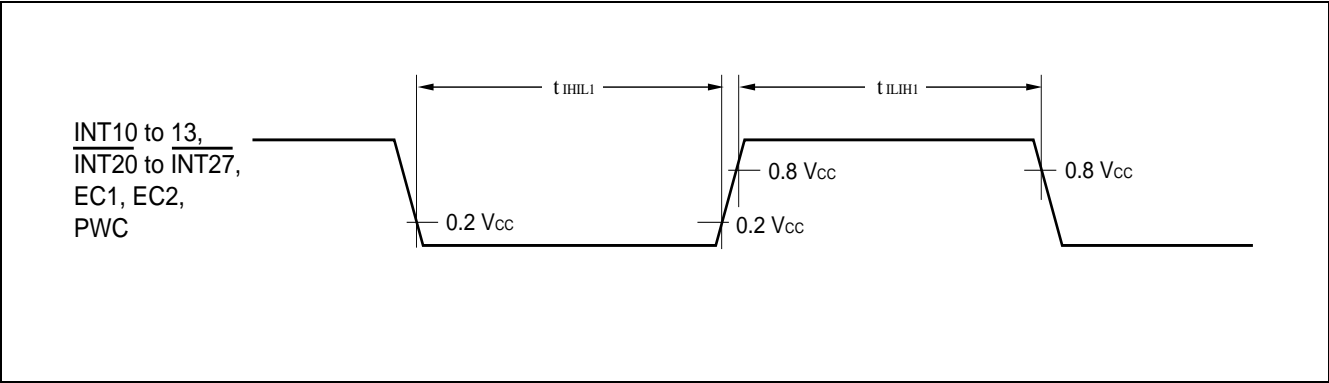 t IHIL1
t ILIH1
INT10 to 13,
INT20 to INT27,
EC1, EC2,
PWC
0.8 Vcc
0.8 Vcc
0.2 Vcc
0.2 Vcc